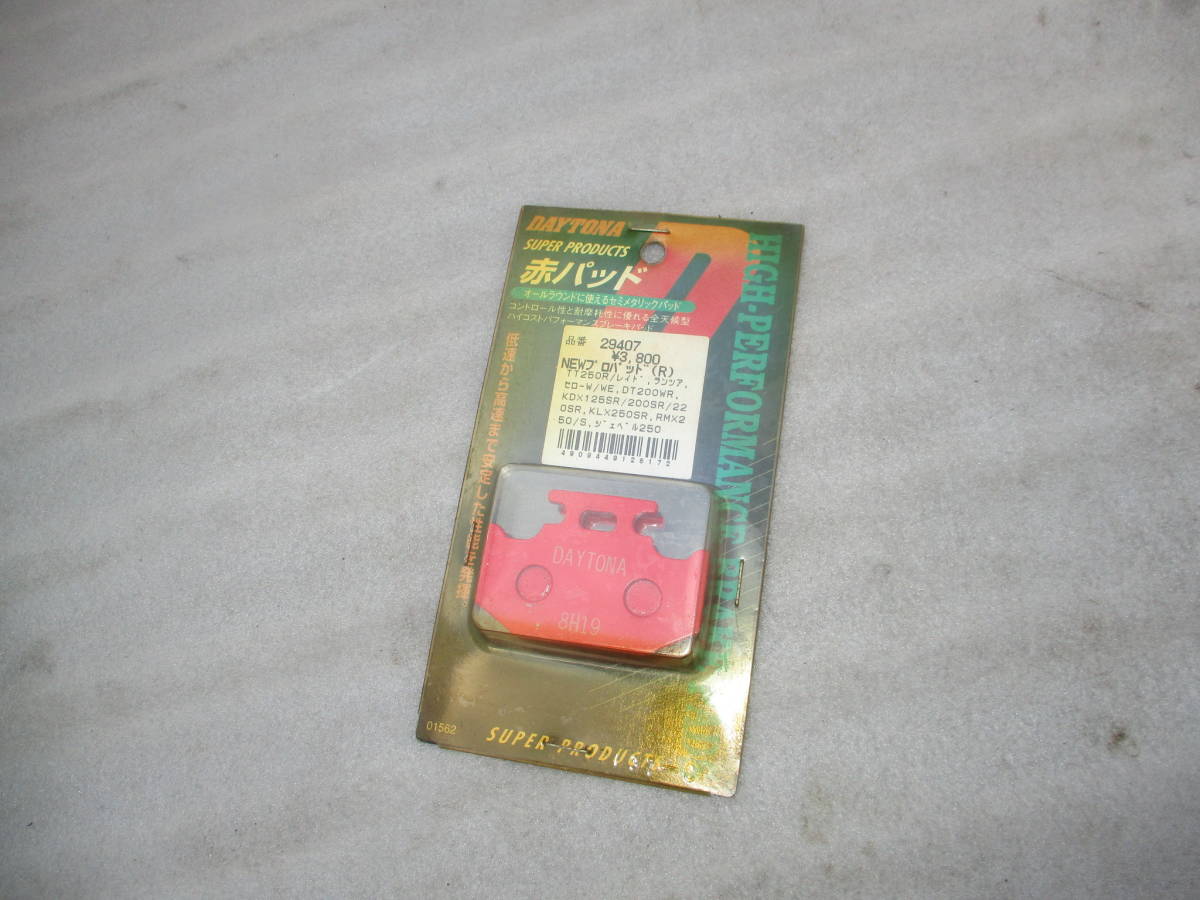 DAYTONA
SUPER PRODUCTS
赤パッド
オールラウンドに使えるセミメタリックパッド
コントロール性と耐摩耗性に優れる全天候型
ハイコストパフォーマンスブレーキパッド
品番 29407
¥3,800
NEWプロパッド(R)
TT250R/レイド,ランツァ,
セローW/WE,DT200WR,
KDX125SR/200SR/22
0SR,KLX250SR,RMX2
50/S,ジェベル250
4909449126172
低速から高速まで安定した
HIGH-PERFORMANCE
DAYTONA
8H19
01562
SUPER PRODUCTS